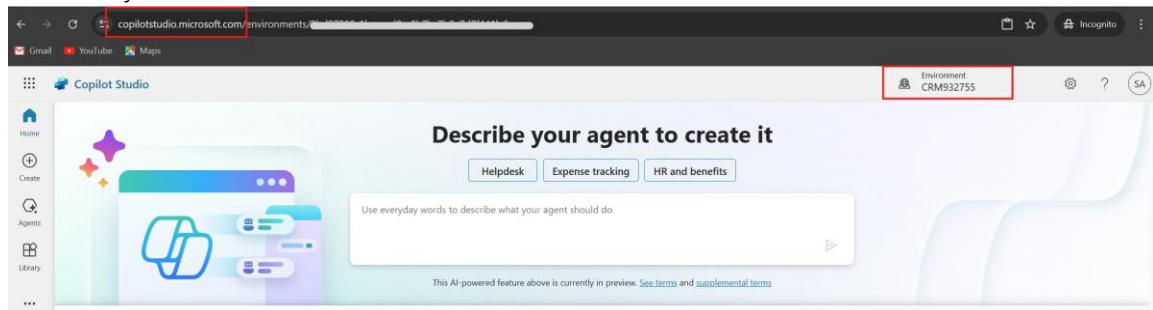 copilotstudio.microsoft.com/environments/
Incognito
Gmail YouTube Maps
Copilot Studio
Environment
CRM932755
? SA
Home
Create
Agents
Library
Describe your agent to create it
Helpdesk Expense tracking HR and benefits
Use everyday words to describe what your agent should do
This AI-powered feature above is currently in preview. See terms and supplemental terms